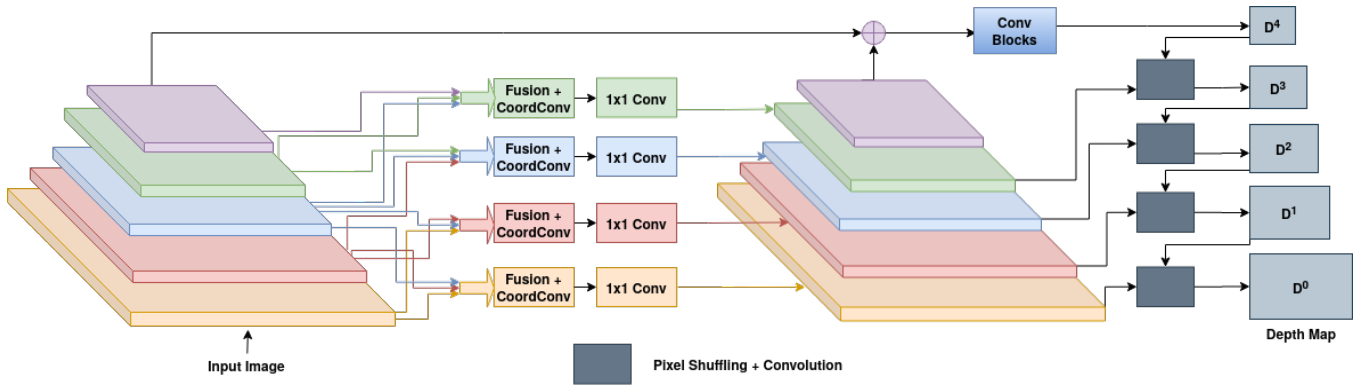 Conv
Blocks
D⁴
Fusion +
CoordConv
1x1 Conv
D³
Fusion +
CoordConv
1x1 Conv
D²
Fusion +
CoordConv
1x1 Conv
D¹
Fusion +
CoordConv
1x1 Conv
D⁰
Depth Map
Input Image
Pixel Shuffling + Convolution